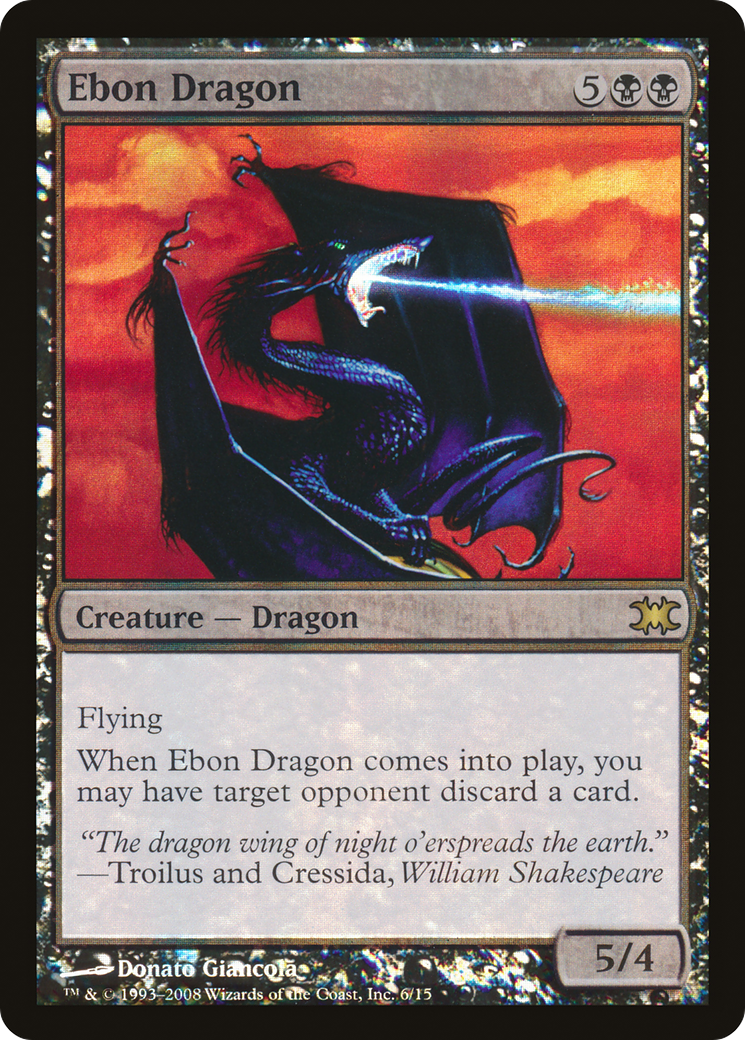 Ebon Dragon
5
Creature — Dragon
Flying
When Ebon Dragon comes into play, you
may have target opponent discard a card.
“The dragon wing of night o’erspreads the earth.”
—Troilus and Cressida, William Shakespeare
5/4
Donato Giancola
™ & © 1993–2008 Wizards of the Coast, Inc. 6/15